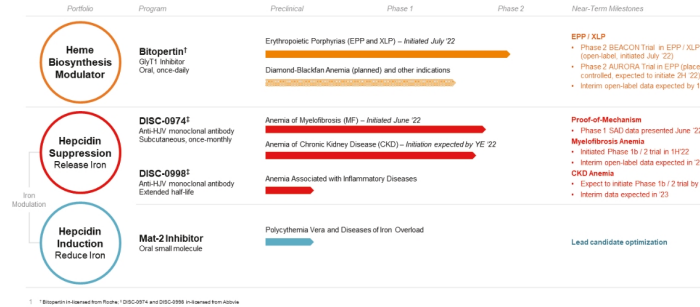 Portfolio Program Preclinical Phase 1 Phase 2 Near-Term Milestones
Heme
Biosynthesis
Modulator
Bitopertin†
GlyT1 Inhibitor
Oral, once-daily
Erythropoietic Porphyrias (EPP and XLP) – Initiated July '22
Diamond-Blackfan Anemia (planned) and other indications
EPP / XLP
• Phase 2 BEACON Trial in EPP / XLP
(open-label, initiated July '22)
• Phase 2 AURORA Trial in EPP (place
controlled, expected to initiate 2H '22)
• Interim open-label data expected by 1
Iron
Modulation
Hepcidin
Suppression
Release Iron
DISC-0974‡
Anti-HJV monoclonal antibody
Subcutaneous, once-monthly
Anemia of Myelofibrosis (MF) – Initiated June '22
Anemia of Chronic Kidney Disease (CKD) – Initiation expected by YE '22
DISC-0998‡
Anti-HJV monoclonal antibody
Extended half-life
Anemia Associated with Inflammatory Diseases
Proof-of-Mechanism
• Phase 1 SAD data presented June '22
Myelofibrosis Anemia
• Initiated Phase 1b / 2 trial in 1H'22
• Interim open-label data expected in '2
CKD Anemia
• Expect to initiate Phase 1b / 2 trial by
• Interim data expected in '23
Hepcidin
Induction
Reduce Iron
Mat-2 Inhibitor
Oral small molecule
Polycythemia Vera and Diseases of Iron Overload
Lead candidate optimization
1 † Bitopertin in-licensed from Roche; ‡ DISC-0974 and DISC-0998 in-licensed from Abbvie